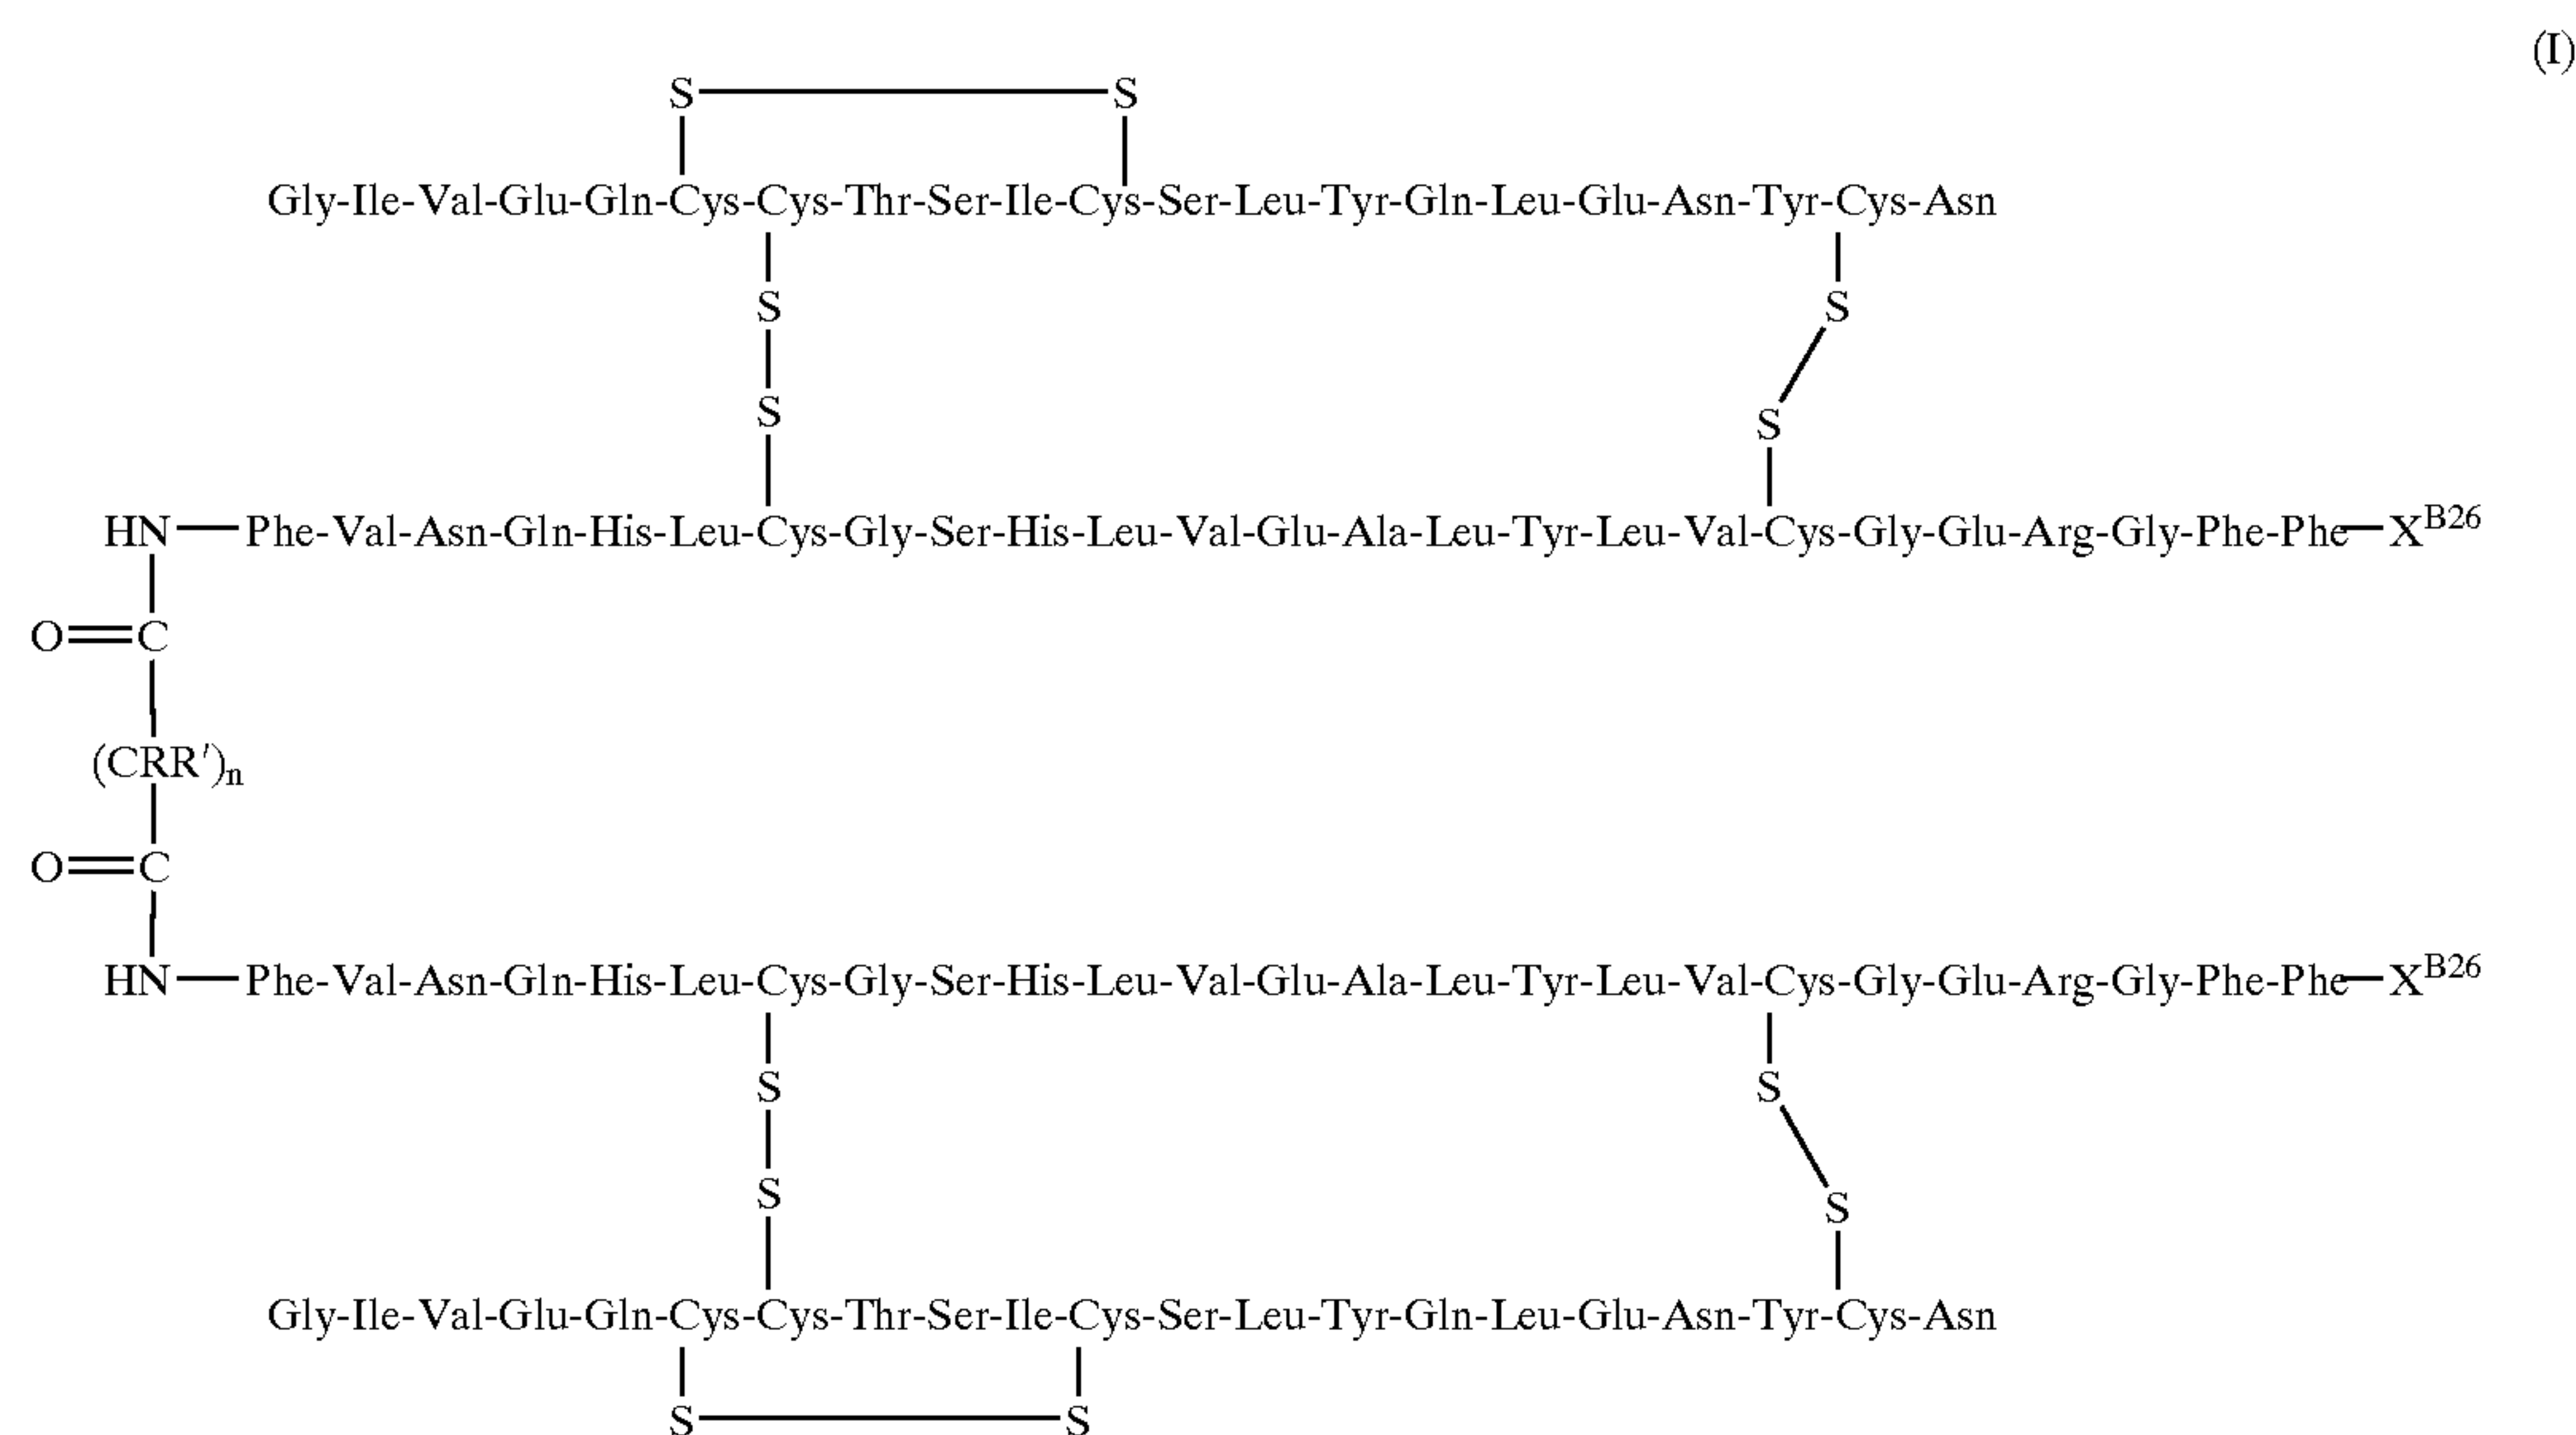 (I)
S S
Gly-Ile-Val-Glu-Gln-Cys-Cys-Thr-Ser-Ile-Cys-Ser-Leu-Tyr-Gln-Leu-Glu-Asn-Tyr-Cys-Asn
S S
S S
HN—Phe-Val-Asn-Gln-His-Leu-Cys-Gly-Ser-His-Leu-Val-Glu-Ala-Leu-Tyr-Leu-Val-Cys-Gly-Glu-Arg-Gly-Phe-Phe—X^B26
O=C
(CRR′)n
O=C
HN—Phe-Val-Asn-Gln-His-Leu-Cys-Gly-Ser-His-Leu-Val-Glu-Ala-Leu-Tyr-Leu-Val-Cys-Gly-Glu-Arg-Gly-Phe-Phe—X^B26
S S
S S
Gly-Ile-Val-Glu-Gln-Cys-Cys-Thr-Ser-Ile-Cys-Ser-Leu-Tyr-Gln-Leu-Glu-Asn-Tyr-Cys-Asn
S S